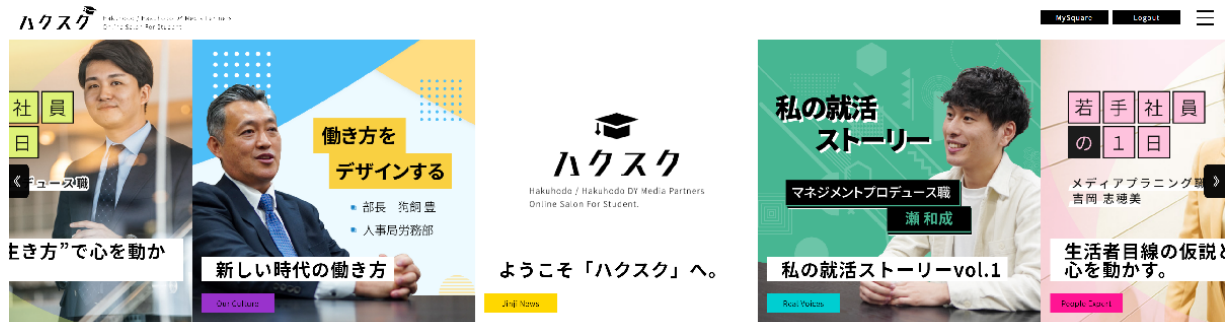 ハクスク
Hakuhodo / Hakuhodo DY Media Partners
Online Salon For Student.
MySquare
Logout
社員
日
デュース職
生き方”で心を動か
働き方を
デザインする
部長 狗飼 豊
人事局労務部
新しい時代の働き方
Our Culture
ハクスク
Hakuhodo / Hakuhodo DY Media Partners
Online Salon For Student.
ようこそ「ハクスク」へ。
Jinji News
私の就活
ストーリー
マネジメントプロデュース職
瀬 和成
私の就活ストーリーvol.1
Real Voices
若手社員
の1日
メディアプラニング職
吉岡 志穂美
生活者目線の仮説と
心を動かす。
People Expert